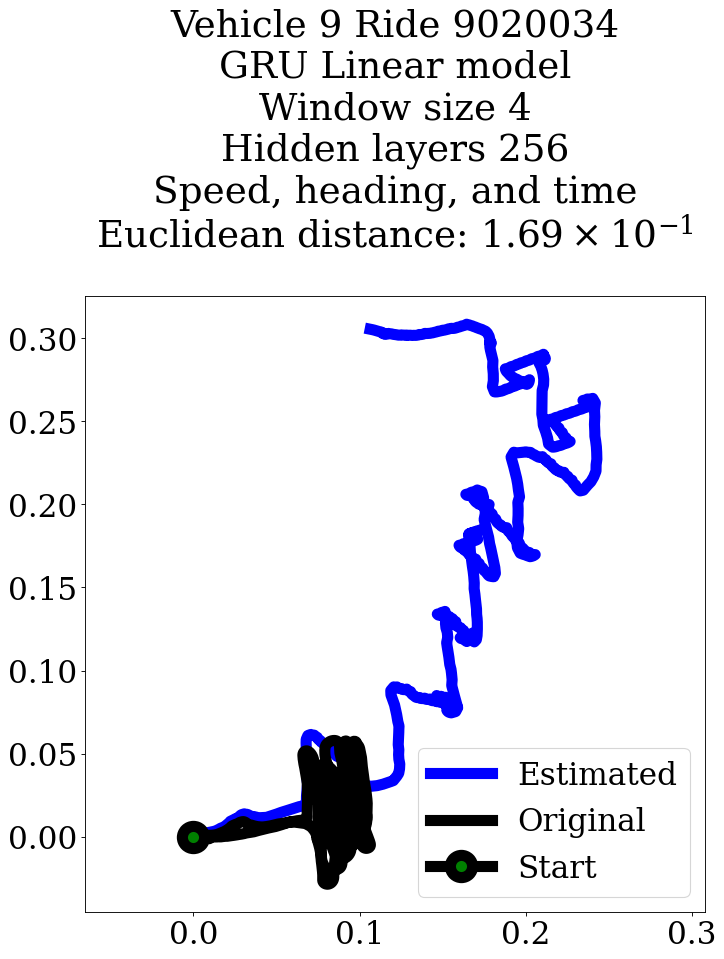 Vehicle 9 Ride 9020034
GRU Linear model
Window size 4
Hidden layers 256
Speed, heading, and time
Euclidean distance: 1.69 × 10⁻¹
0.30
0.25
0.20
0.15
0.10
0.05
0.00
Estimated
Original
Start
0.0 0.1 0.2 0.3